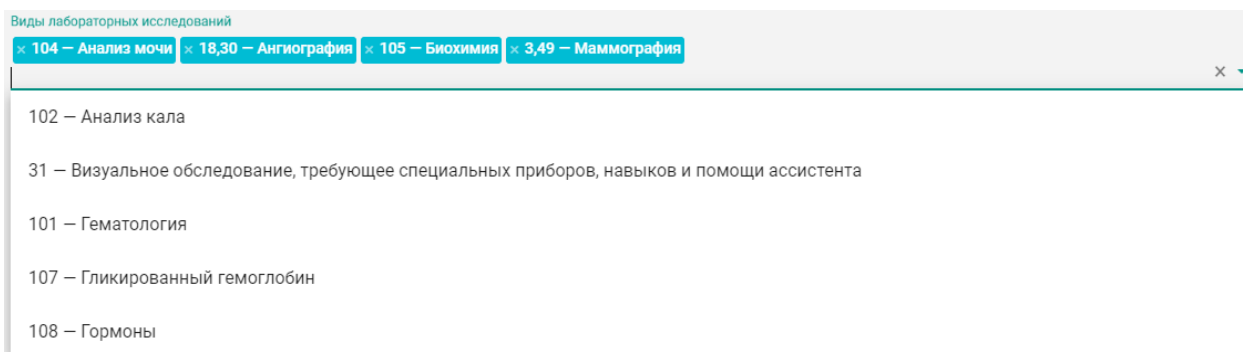 Виды лабораторных исследований
× 104 — Анализ мочи × 18,30 — Ангиография × 105 — Биохимия × 3,49 — Маммография
102 — Анализ кала
31 — Визуальное обследование, требующее специальных приборов, навыков и помощи ассистента
101 — Гематология
107 — Гликированный гемоглобин
108 — Гормоны